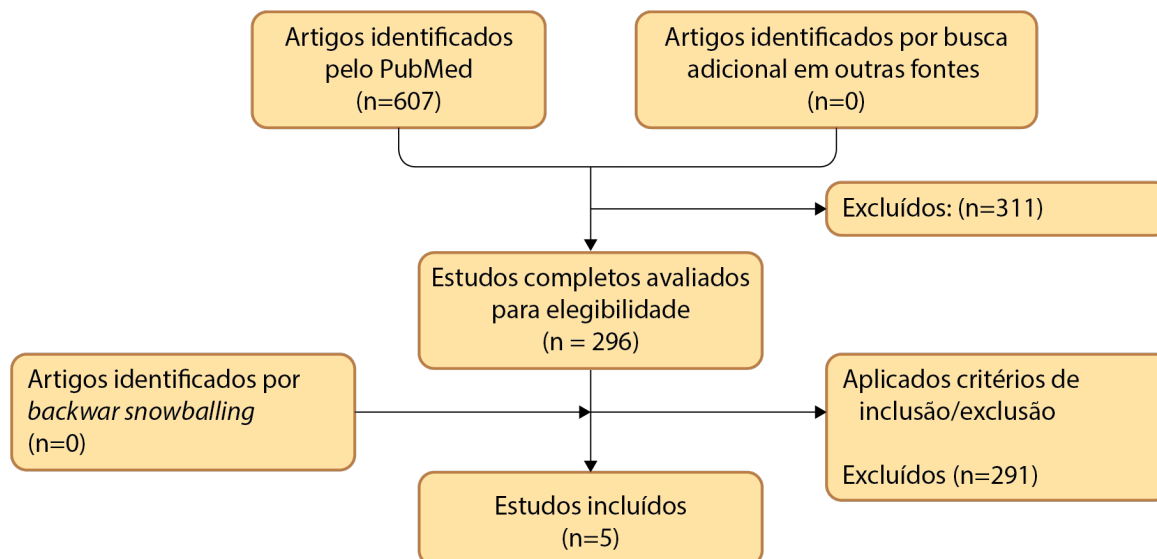 Artigos identificados
pelo PubMed
(n=607)
Artigos identificados por busca
adicional em outras fontes
(n=0)
Excluídos: (n=311)
Estudos completos avaliados
para elegibilidade
(n = 296)
Artigos identificados por
backwar snowballing
(n=0)
Aplicados critérios de
inclusão/exclusão
Excluídos (n=291)
Estudos incluídos
(n=5)